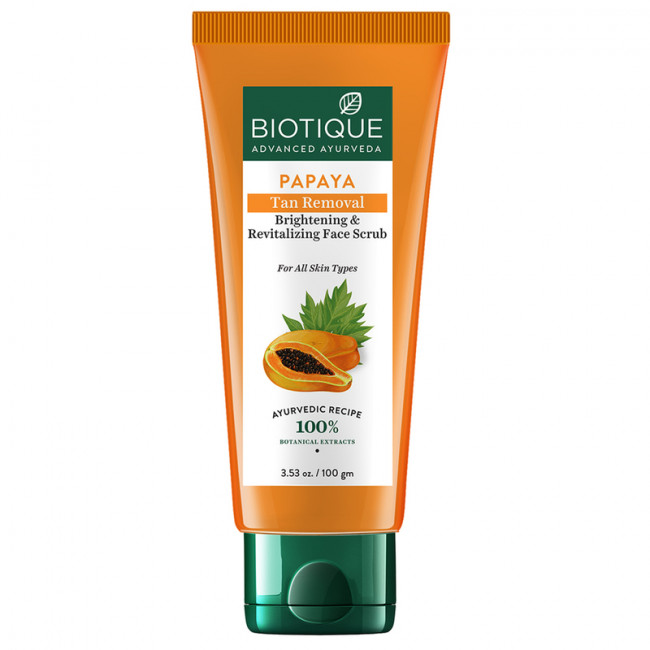 BIOTIQUE
ADVANCED AYURVEDA
PAPAYA
Tan Removal
Brightening &
Revitalizing Face Scrub
For All Skin Types
AYURVEDIC RECIPE
100%
BOTANICAL EXTRACTS
3.53 oz. / 100 gm